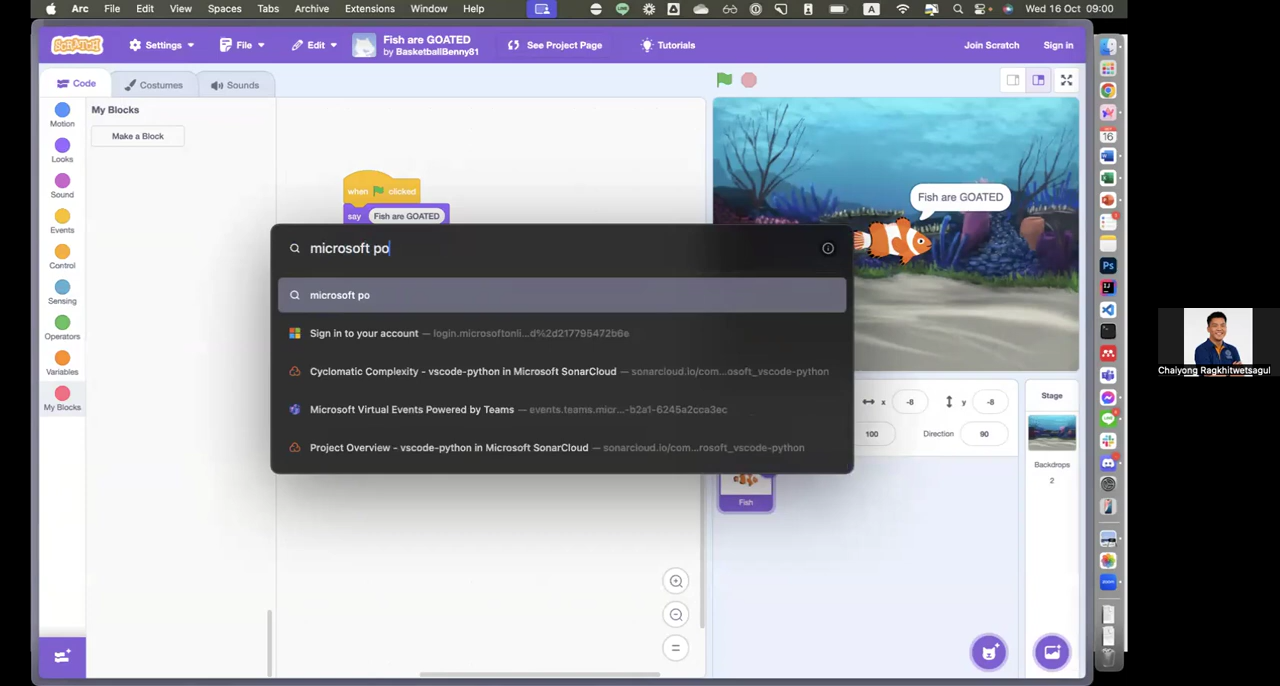 Arc File Edit View Spaces Tabs Archive Extensions Window Help A Wed 16 Oct 09:00
SCRATCH Settings File Edit Fish are GOATED by BasketballBenny81 See Project Page Tutorials Join Scratch Sign in
Code Costumes Sounds
My Blocks
Make a Block
Motion
Looks
Sound
Events
Control
Sensing
Operators
Variables
My Blocks
when clicked
say Fish are GOATED
microsoft po
microsoft po
Sign in to your account — login.microsoftonli...d%2d217795472b6e
Cyclomatic Complexity - vscode-python in Microsoft SonarCloud — sonarcloud.io/com...osoft_vscode-python
Microsoft Virtual Events Powered by Teams — events.teams.micr...-b2a1-6245a2cca3ec
Project Overview - vscode-python in Microsoft SonarCloud — sonarcloud.io/com...rosoft_vscode-python
Fish are GOATED
x -8 y -8
100 Direction 90
Fish
Stage
Backdrops
2
16
Ps
zoom
Chaiyong Ragkhitwetsagul